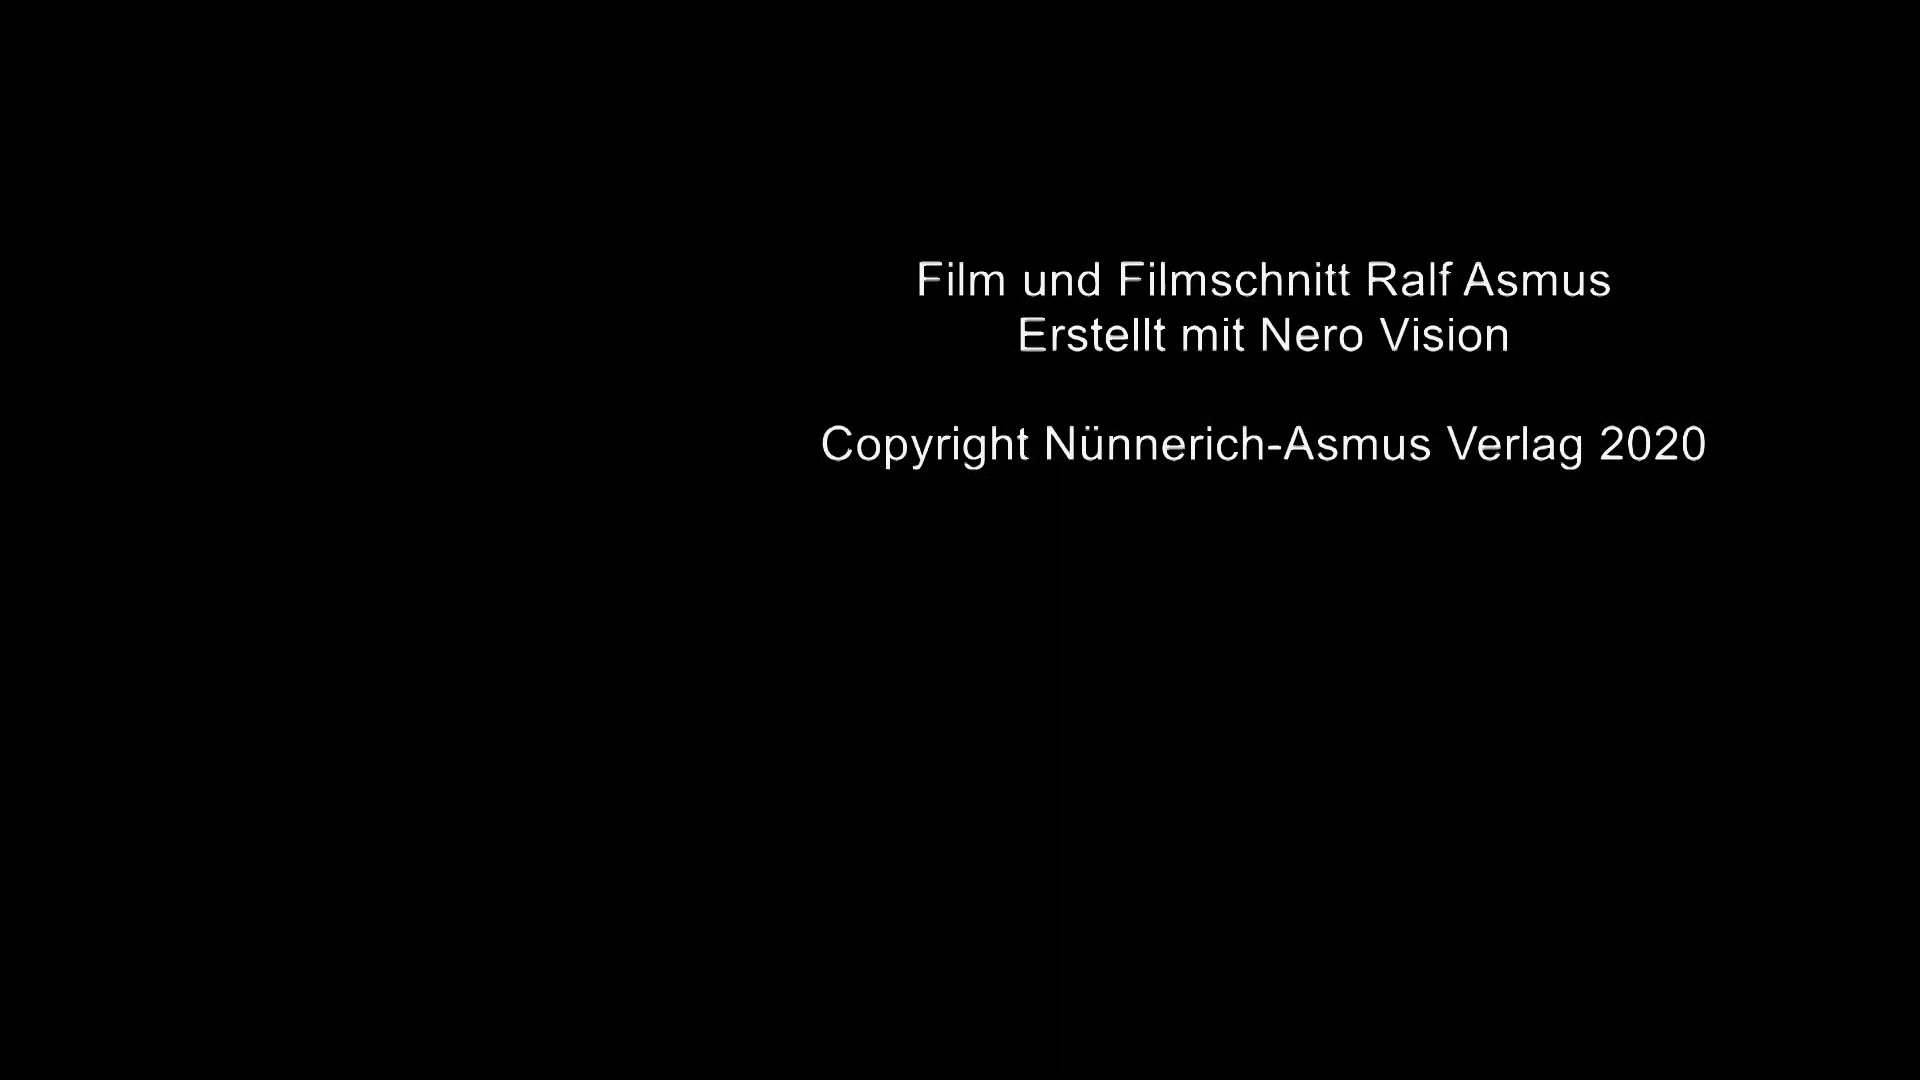 Film und Filmschnitt Ralf Asmus
Erstellt mit Nero Vision
Copyright Nünnerich-Asmus Verlag 2020